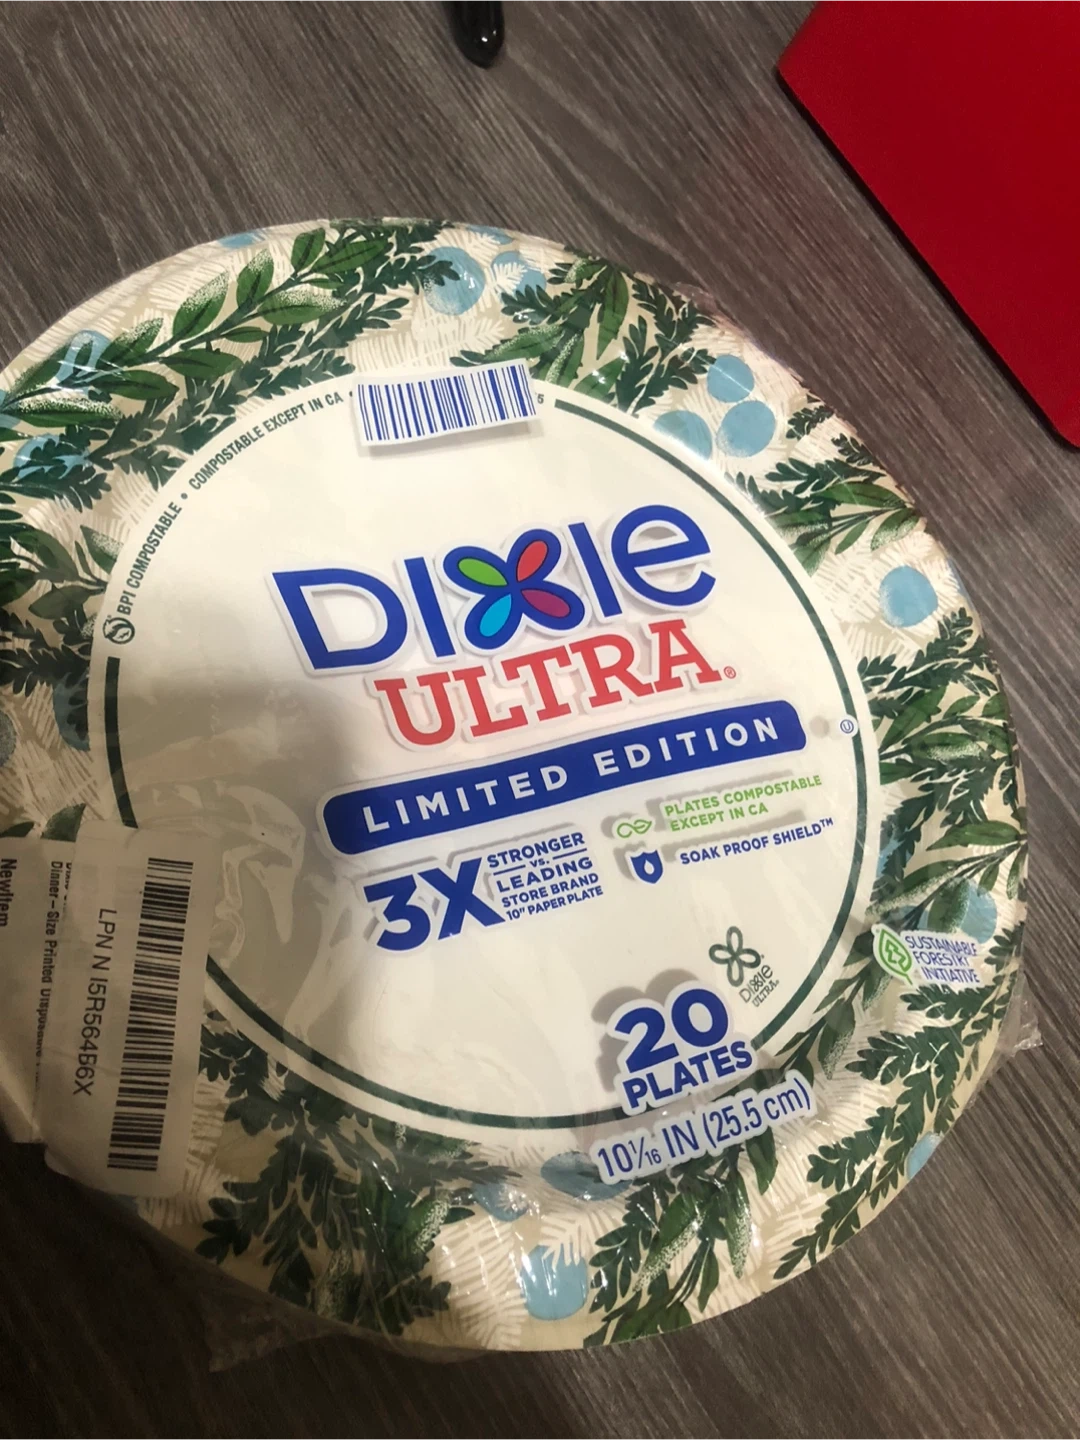 BPI COMPOSTABLE • COMPOSTABLE EXCEPT IN CA
DIXIE
ULTRA®
LIMITED EDITION
3X STRONGER
VS.
LEADING
STORE BRAND
10" PAPER PLATE
PLATES COMPOSTABLE
EXCEPT IN CA
SOAK PROOF SHIELD™
U
DIXIE
ULTRA
SUSTAINABLE
FORESTRY
INITIATIVE
20
PLATES
10 1/16 IN (25.5 cm)
LPN N I5R564B6X
Dinner-Size Printed
NewItem